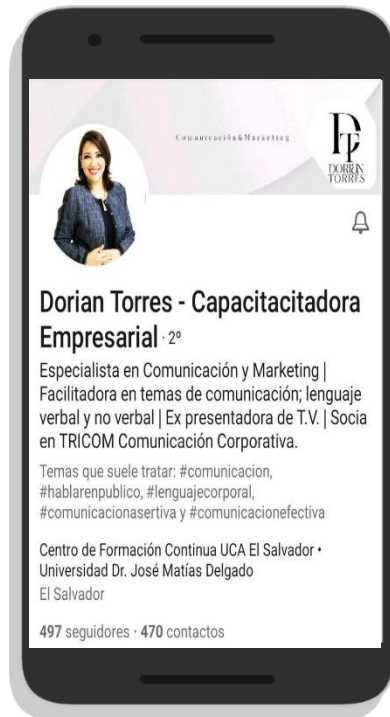 Comunicación&Marketing
DT
DORIAN
TORRES
Dorian Torres - Capacitacitadora
Empresarial · 2º
Especialista en Comunicación y Marketing |
Facilitadora en temas de comunicación; lenguaje
verbal y no verbal | Ex presentadora de T.V. | Socia
en TRICOM Comunicación Corporativa.
Temas que suele tratar: #comunicacion,
#hablarenpublico, #lenguajecorporal,
#comunicacionasertiva y #comunicacionefectiva
Centro de Formación Continua UCA El Salvador •
Universidad Dr. José Matías Delgado
El Salvador
497 seguidores · 470 contactos